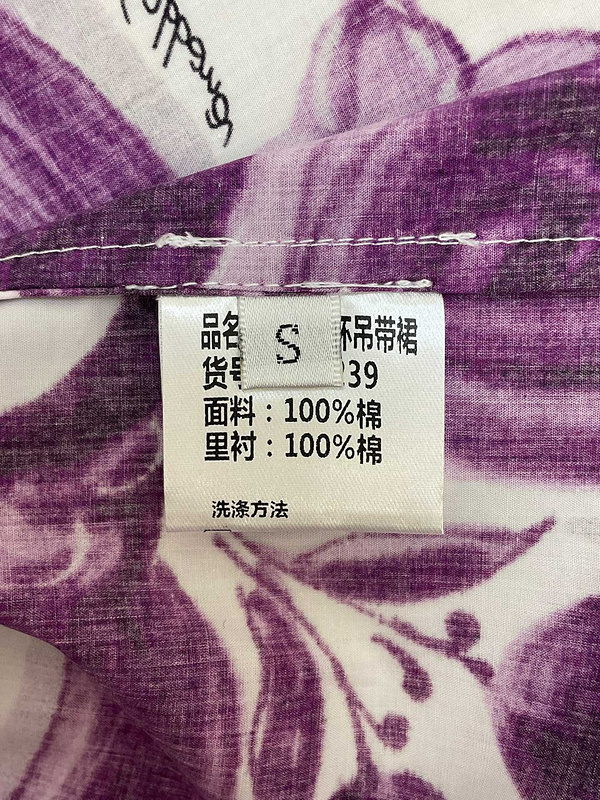 品名 杯吊带裙
S
货号 39
面料：100%棉
里衬：100%棉
洗涤方法